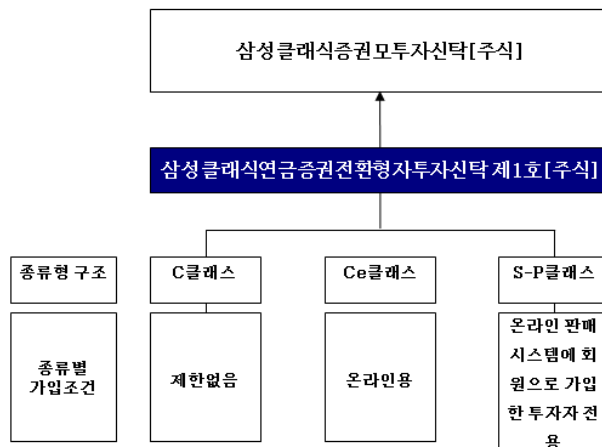 삼성클래식증권모투자신탁[주식]
삼성클래식연금증권전환형자투자신탁 제1호[주식]
종류형 구조
C클래스
Ce클래스
S-P클래스
종류별
가입조건
제한없음
온라인용
온라인 판매
시스템에 회
원으로 가입
한 투자자 전
용